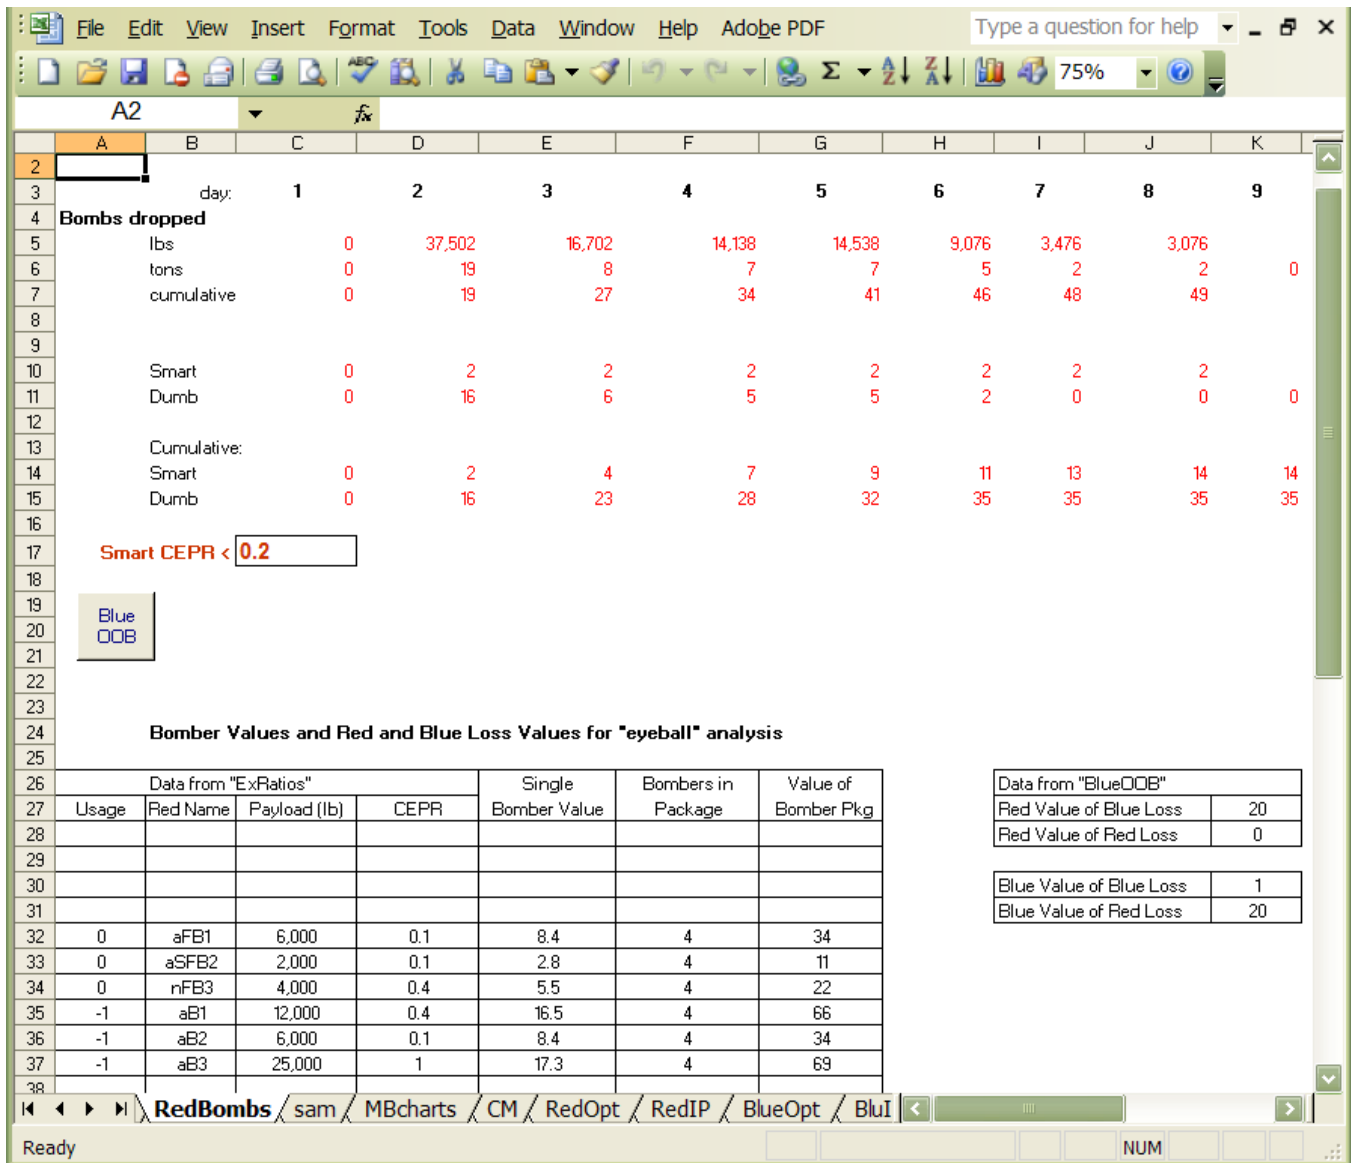 File Edit View Insert Format Tools Data Window Help Adobe PDF Type a question for help
75%
A2 fx
A B C D E F G H I J K
2
3 day: 1 2 3 4 5 6 7 8 9
4 Bombs dropped
5 lbs 0 37,502 16,702 14,138 14,538 9,076 3,476 3,076
6 tons 0 19 8 7 7 5 2 2 0
7 cumulative 0 19 27 34 41 46 48 49
8
9
10 Smart 0 2 2 2 2 2 2 2
11 Dumb 0 16 6 5 5 2 0 0 0
12
13 Cumulative:
14 Smart 0 2 4 7 9 11 13 14 14
15 Dumb 0 16 23 28 32 35 35 35 35
16
17 Smart CEPR < 0.2
18
19
20
21
Blue
OOB
22
23
24 Bomber Values and Red and Blue Loss Values for "eyeball" analysis
25
26 Data from "ExRatios" Single Bombers in Value of Data from "BlueOOB"
27 Usage Red Name Payload (lb) CEPR Bomber Value Package Bomber Pkg Red Value of Blue Loss 20
28 Red Value of Red Loss 0
29
30 Blue Value of Blue Loss 1
31 Blue Value of Red Loss 20
32 0 aFB1 6,000 0.1 8.4 4 34
33 0 aSFB2 2,000 0.1 2.8 4 11
34 0 nFB3 4,000 0.4 5.5 4 22
35 -1 aB1 12,000 0.4 16.5 4 66
36 -1 aB2 6,000 0.1 8.4 4 34
37 -1 aB3 25,000 1 17.3 4 69
38
RedBombs sam MBcharts CM RedOpt RedIP BlueOpt BluI
Ready NUM